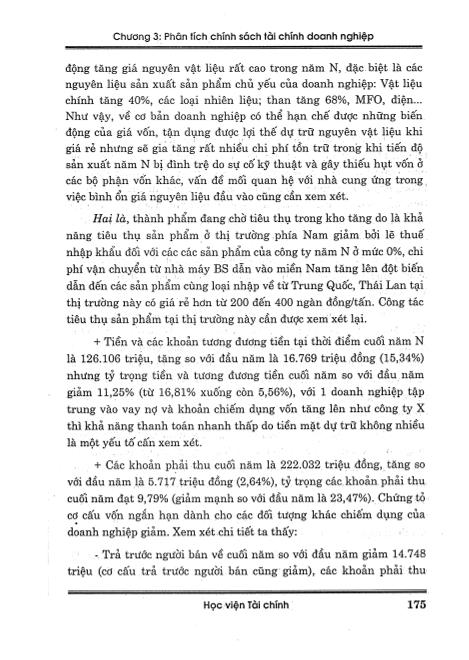 Chương 3: Phân tích chính sách tài chính doanh nghiệp
động tăng giá nguyên vật liệu rất cao trong năm N, đặc biệt là các
nguyên liệu sản xuất sản phẩm chủ yếu của doanh nghiệp: Vật liệu
chính tăng 40%, các loại nhiên liệu; than tăng 68%, MFO, điện...
Như vậy, về cơ bản doanh nghiệp có thể hạn chế được những biến
động của giá vốn, tận dụng được lợi thế dự trữ nguyên vật liệu khi
giá rẻ nhưng sẽ gia tăng rất nhiều chi phí tồn trữ trong khi tiến độ
sản xuất năm N bị đình trệ do sự cố kỹ thuật và gây thiếu hụt vốn ở
các bộ phận vốn khác, vấn đề mối quan hệ với nhà cung ứng trong
việc bình ổn giá nguyên liệu đầu vào cũng cần xem xét.
Hai là, thành phẩm đang chờ tiêu thụ trong kho tăng do là khả
năng tiêu thụ sản phẩm ở thị trường phía Nam giảm bởi lẽ thuế
nhập khẩu đối với các các sản phẩm của công ty năm N ở mức 0%, chi
phí vận chuyển từ nhà máy BS dẫn vào miền Nam tăng lên đột biến
dẫn đến các sản phẩm cùng loại nhập về từ Trung Quốc, Thái Lan tại
thị trường này có giá rẻ hơn từ 200 đến 400 ngàn đồng/tấn. Công tác
tiêu thụ sản phẩm tại thị trường này cần được xem xét lại.
+ Tiền và các khoản tương đương tiền tại thời điểm cuối năm N
là 126.106 triệu, tăng so với đầu năm là 16.769 triệu đồng (15,34%)
nhưng tỷ trọng tiền và tương đương tiền cuối năm so với đầu năm
giảm 11,25% (từ 16,81% xuống còn 5,56%), với 1 doanh nghiệp tập
trung vào vay nợ và khoản chiếm dụng vốn tăng lên như công ty X
thì khả năng thanh toán nhanh thấp do tiền mặt dự trữ không nhiều
là một yếu tố cần xem xét.
+ Các khoản phải thu cuối năm là 222.032 triệu đồng, tăng so
với đầu năm là 5.717 triệu đồng (2,64%), tỷ trọng các khoản phải thu
cuối năm đạt 9,79% (giảm mạnh so với đầu năm là 23,47%). Chứng tỏ
cơ cấu vốn ngắn hạn dành cho các đối tượng khác chiếm dụng của
doanh nghiệp giảm. Xem xét chi tiết ta thấy:
- Trả trước người bán về cuối năm so với đầu năm giảm 14.748
triệu (cơ cấu trả trước người bán cũng giảm), các khoản phải thu
Học viện Tài chính 175